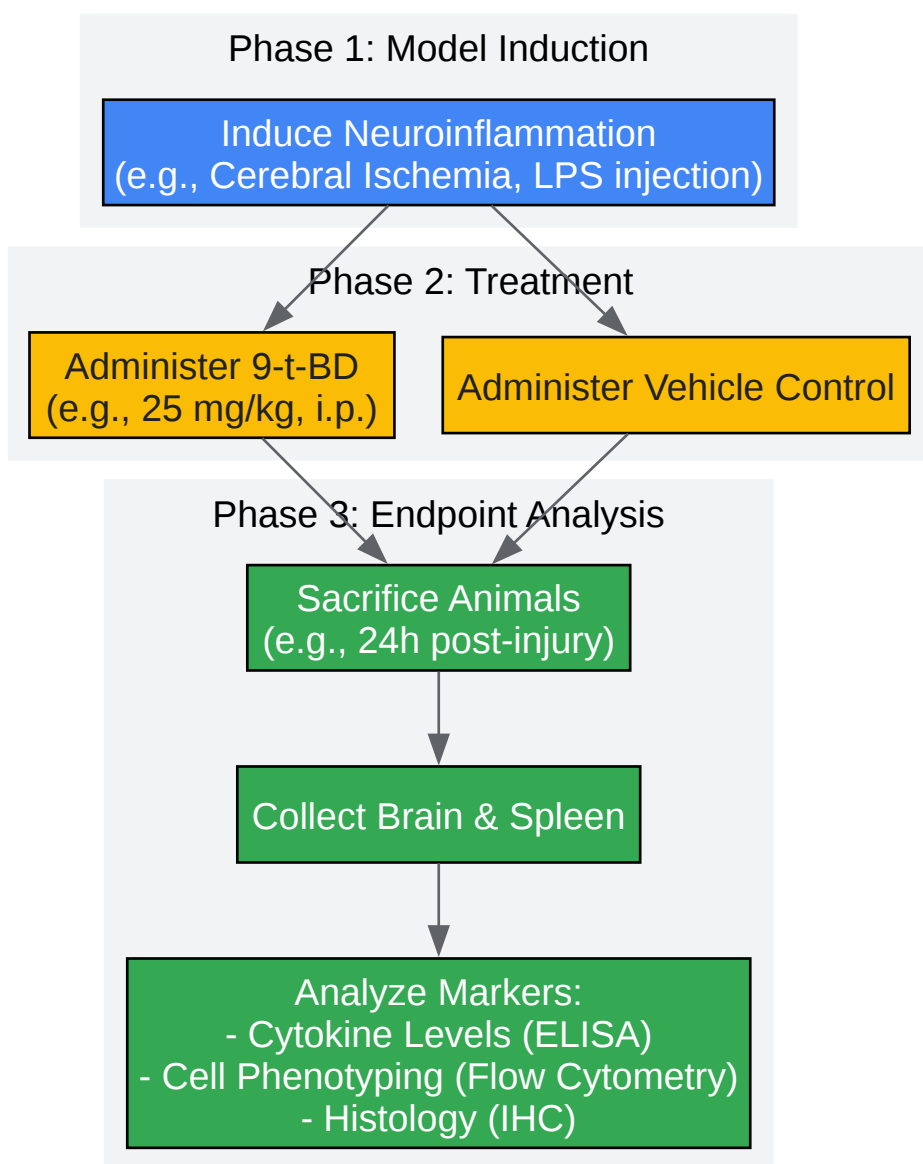 Phase 1: Model Induction
Induce Neuroinflammation
(e.g., Cerebral Ischemia, LPS injection)
Phase 2: Treatment
Administer 9-t-BD
(e.g., 25 mg/kg, i.p.)
Administer Vehicle Control
Phase 3: Endpoint Analysis
Sacrifice Animals
(e.g., 24h post-injury)
Collect Brain & Spleen
Analyze Markers:
- Cytokine Levels (ELISA)
- Cell Phenotyping (Flow Cytometry)
- Histology (IHC)